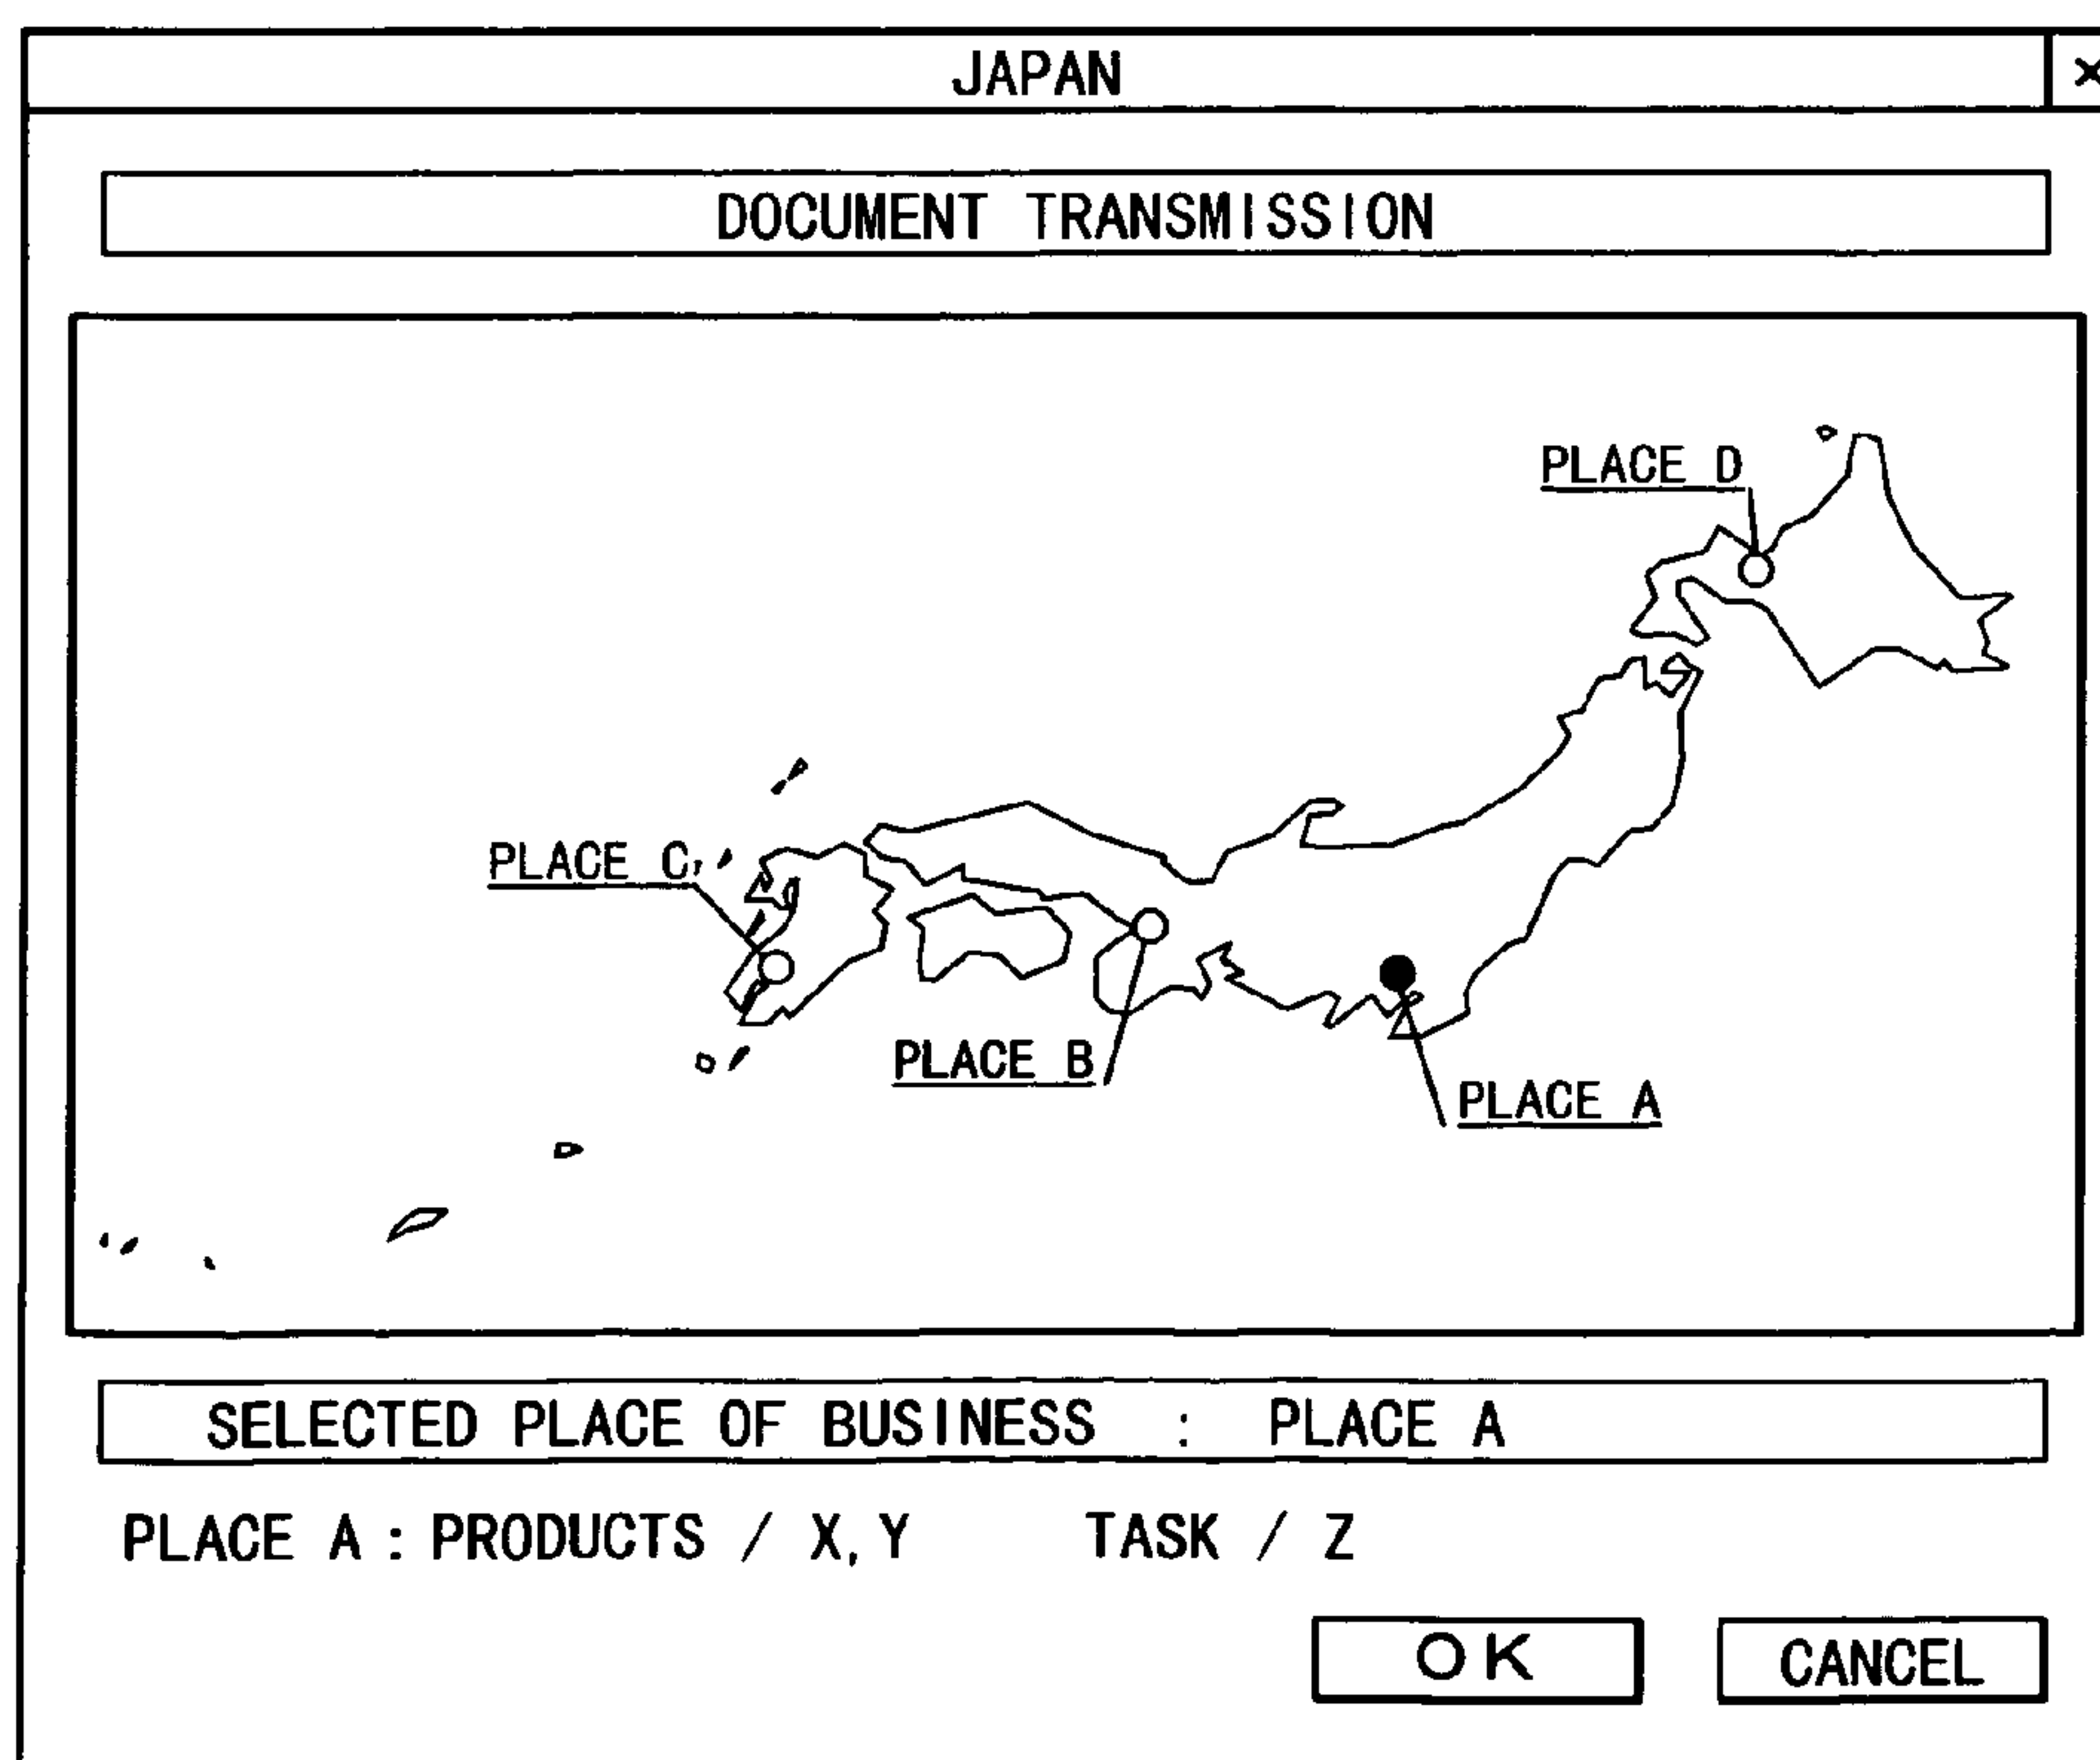 JAPAN ×
DOCUMENT TRANSMISSION
PLACE D
PLACE C
PLACE B
PLACE A
SELECTED PLACE OF BUSINESS : PLACE A
PLACE A : PRODUCTS / X, Y TASK / Z
OK CANCEL